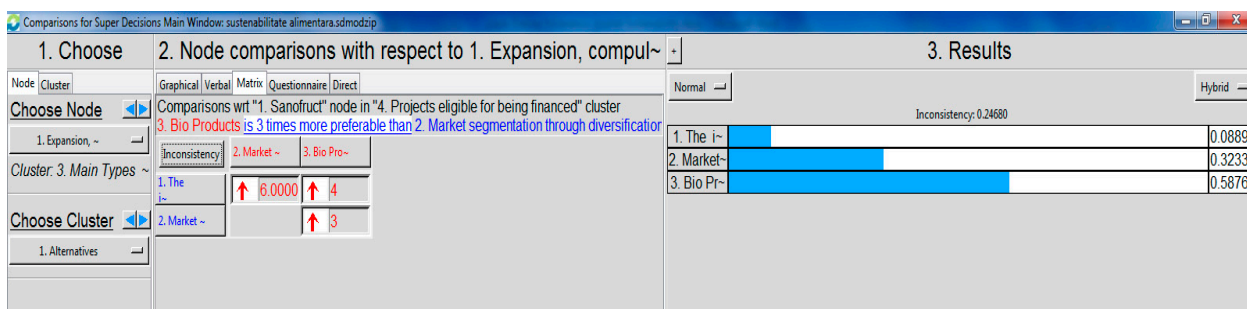 Comparisons for Super Decisions Main Window: sustenabilitate alimentara.sdmodzip
1. Choose
Node Cluster
Choose Node
1. Expansion, ~
Cluster: 3. Main Types ~
Choose Cluster
1. Alternatives
2. Node comparisons with respect to 1. Expansion, compul~
Graphical Verbal Matrix Questionnaire Direct
Comparisons wrt "1. Sanofruct" node in "4. Projects eligible for being financed" cluster
3. Bio Products is 3 times more preferable than 2. Market segmentation through diversification
Inconsistency 2. Market ~ 3. Bio Pro~
1. The i~ 6.0000 4
2. Market ~ 3
+ 3. Results
Normal Hybrid
Inconsistency: 0.24680
1. The i~ 0.0889
2. Market~ 0.3233
3. Bio Pr~ 0.5876